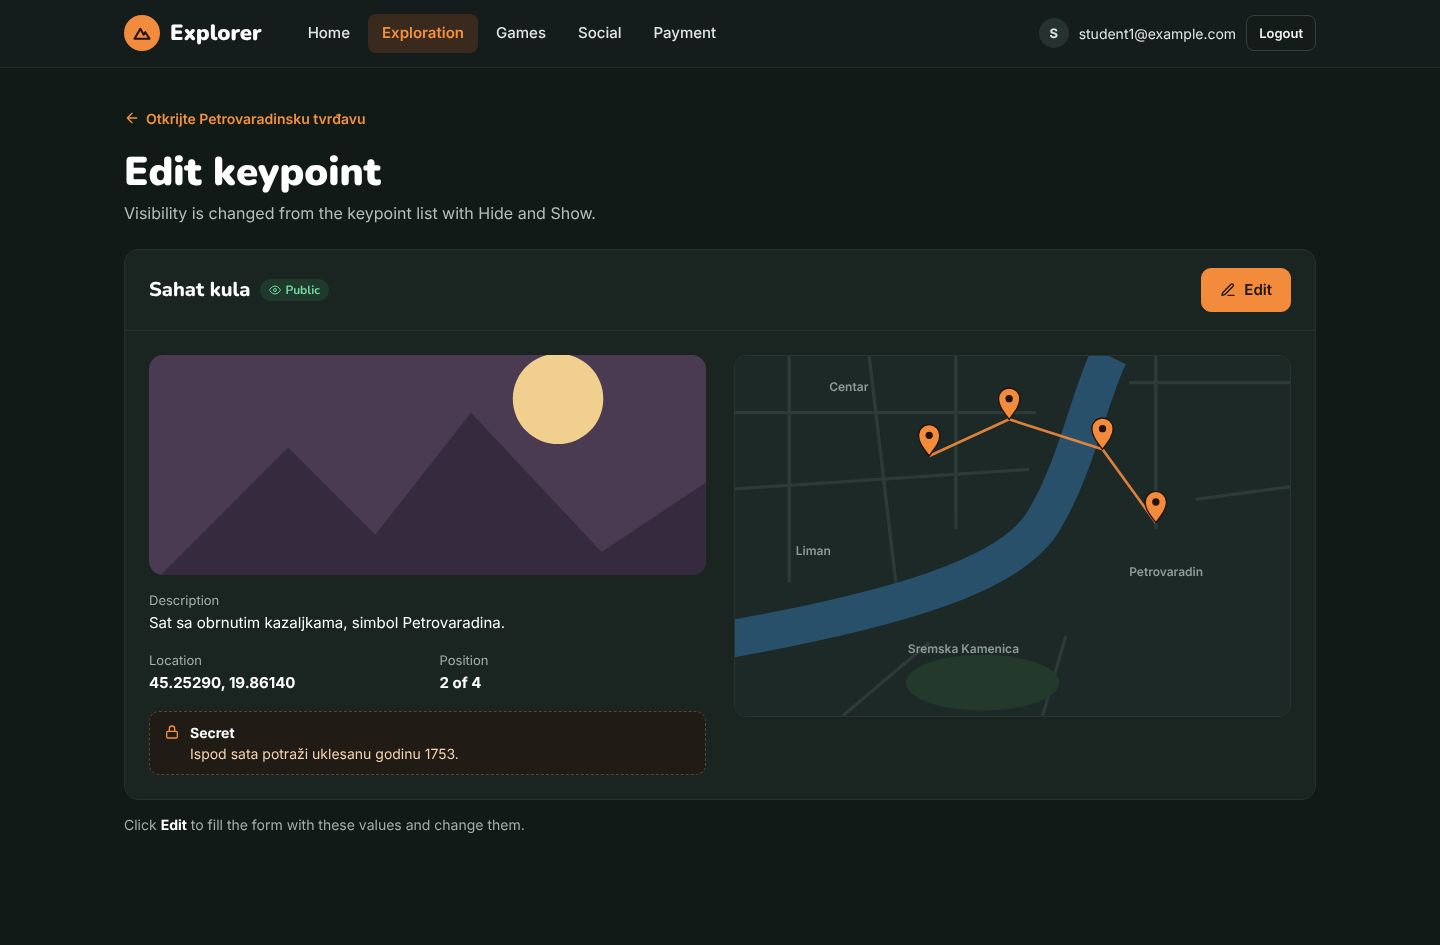 Explorer
Home
Exploration
Games
Social
Payment
S
student1@example.com
Logout
Otkrijte Petrovaradinsku tvrđavu
Edit keypoint
Visibility is changed from the keypoint list with Hide and Show.
Sahat kula
Public
Edit
Centar
Liman
Petrovaradin
Sremska Kamenica
Description
Sat sa obrnutim kazaljkama, simbol Petrovaradina.
Location
Position
45.25290, 19.86140
2 of 4
Secret
Ispod sata potraži uklesanu godinu 1753.
Click Edit to fill the form with these values and change them.